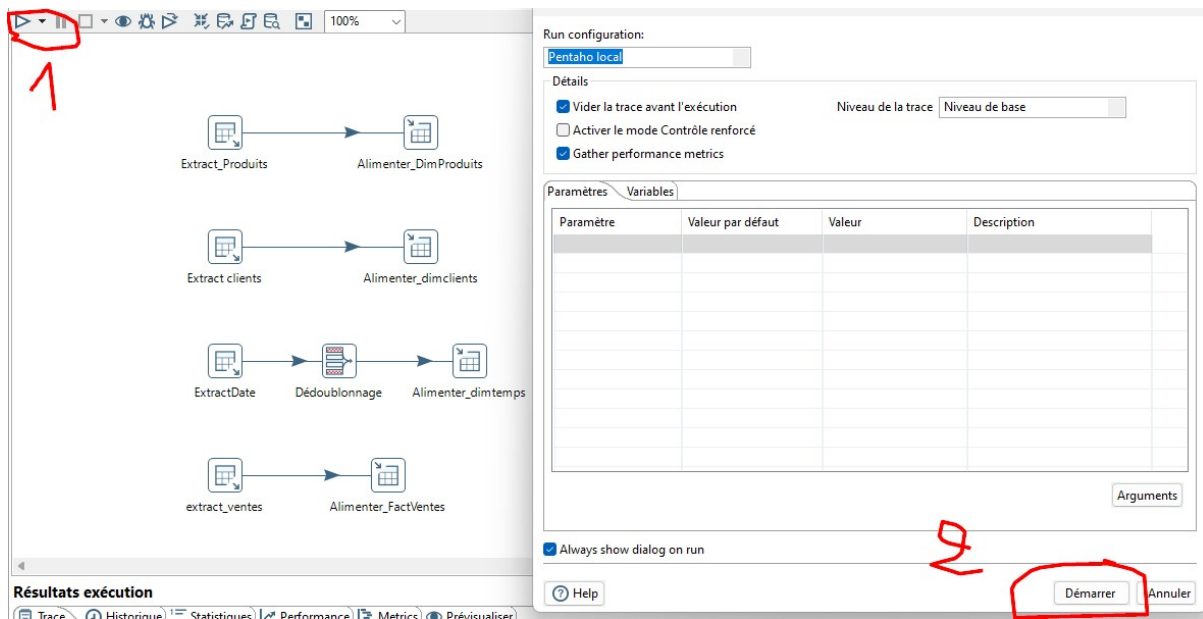 100%
1
Extract_Produits
Alimenter_DimProduits
Extract clients
Alimenter_dimclients
ExtractDate
Dédoublonnage
Alimenter_dimtemps
extract_ventes
Alimenter_FactVentes
Résultats exécution
Trace Historique Statistiques Performance Metrics Prévisualiser
Run configuration:
Pentaho local
Détails
Vider la trace avant l'exécution
Niveau de la trace Niveau de base
Activer le mode Contrôle renforcé
Gather performance metrics
Paramètres Variables
Paramètre Valeur par défaut Valeur Description
Arguments
Always show dialog on run
2
Help
Démarrer Annuler